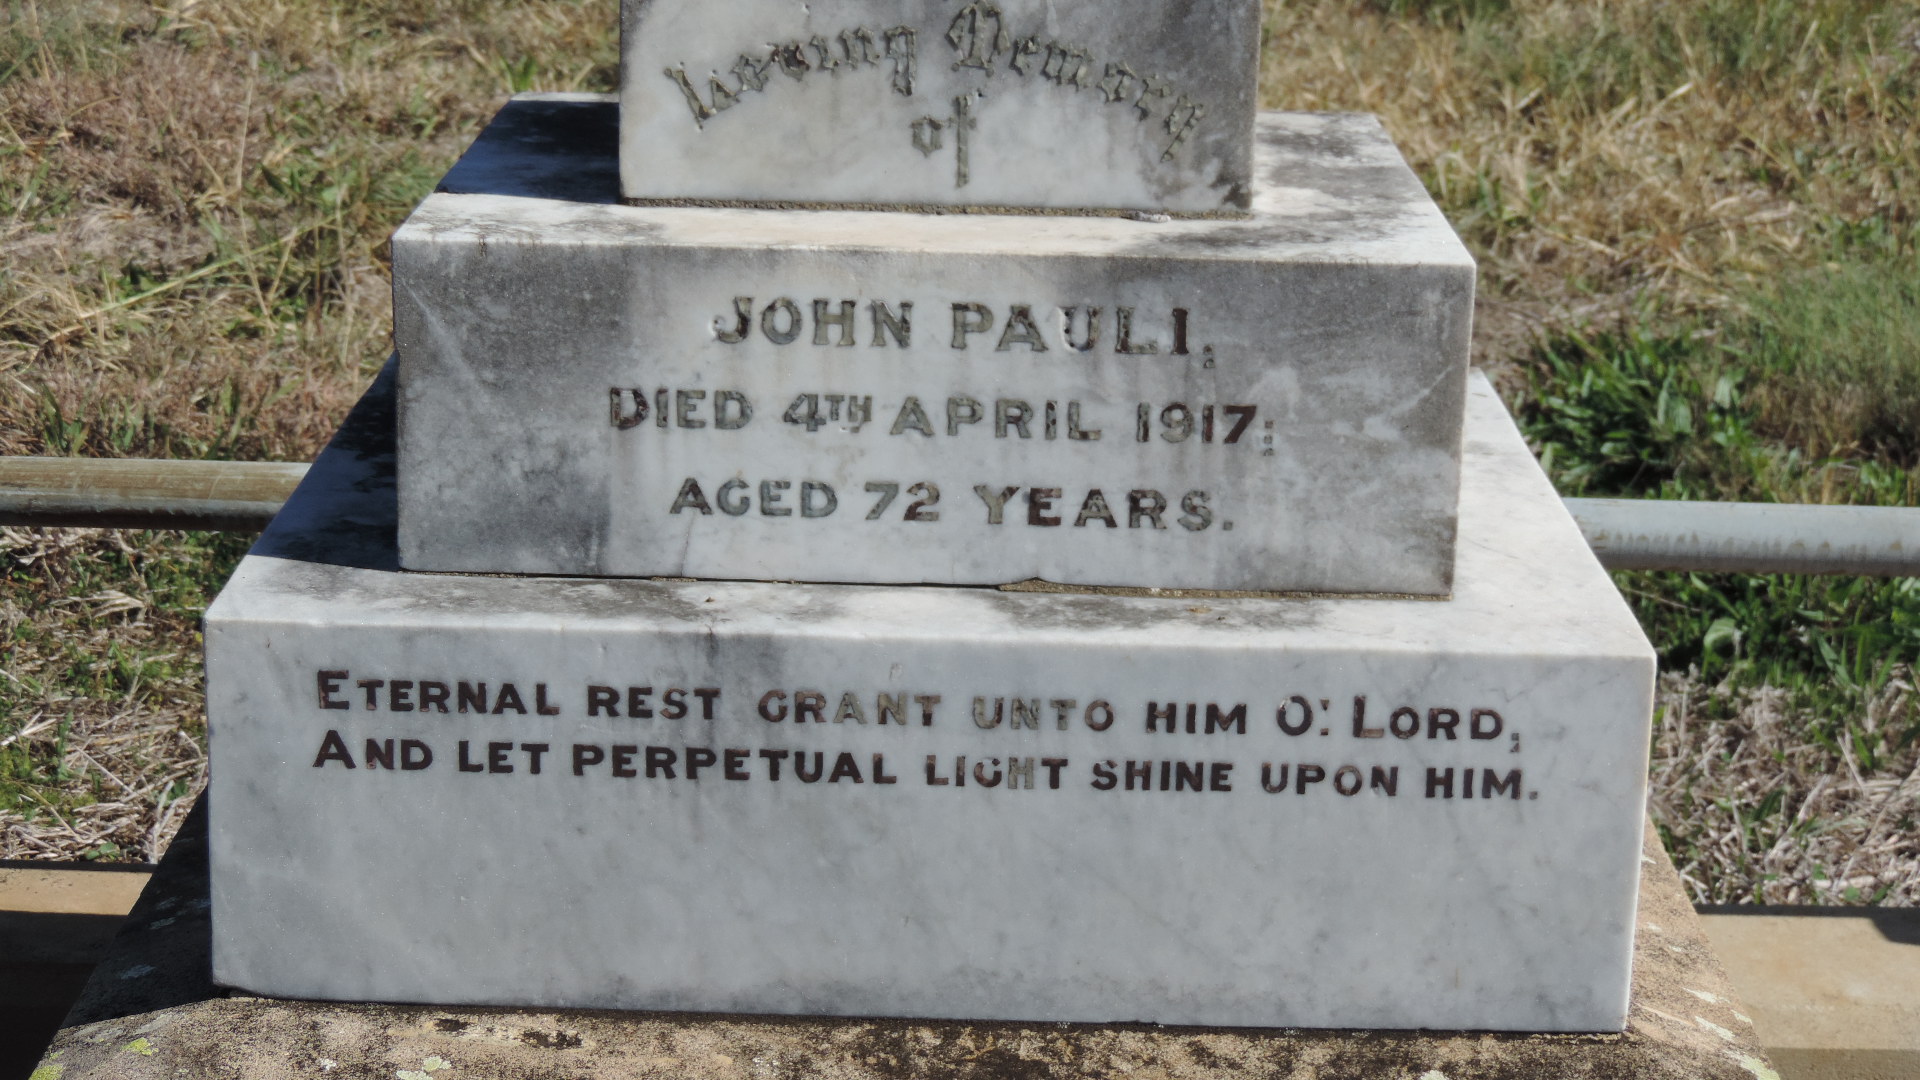 Loving Memory
of
JOHN PAULI,
DIED 4TH APRIL 1917:
AGED 72 YEARS.
ETERNAL REST GRANT UNTO HIM O! LORD,
AND LET PERPETUAL LIGHT SHINE UPON HIM.